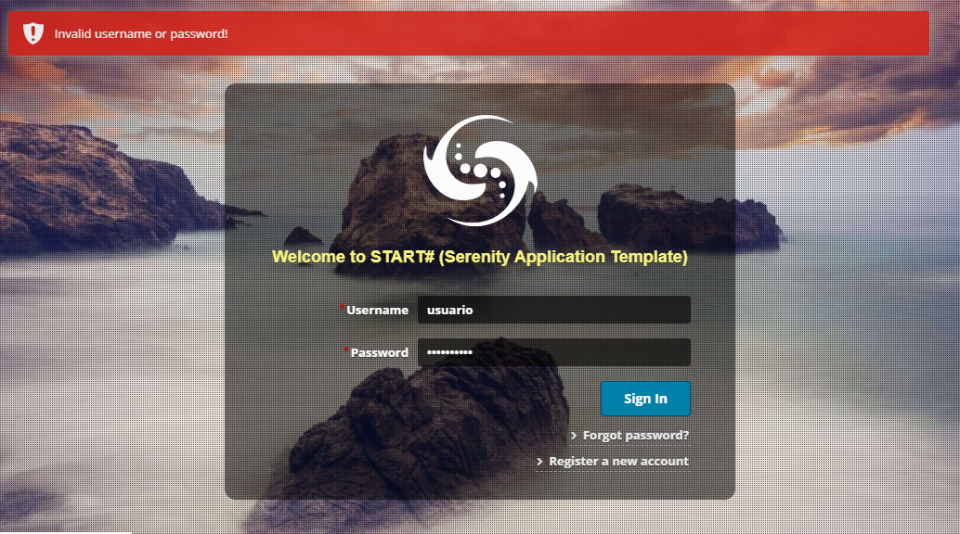 Invalid username or password!
Welcome to START# (Serenity Application Template)
*Username usuario
*Password ••••••••••
Sign In
> Forgot password?
> Register a new account